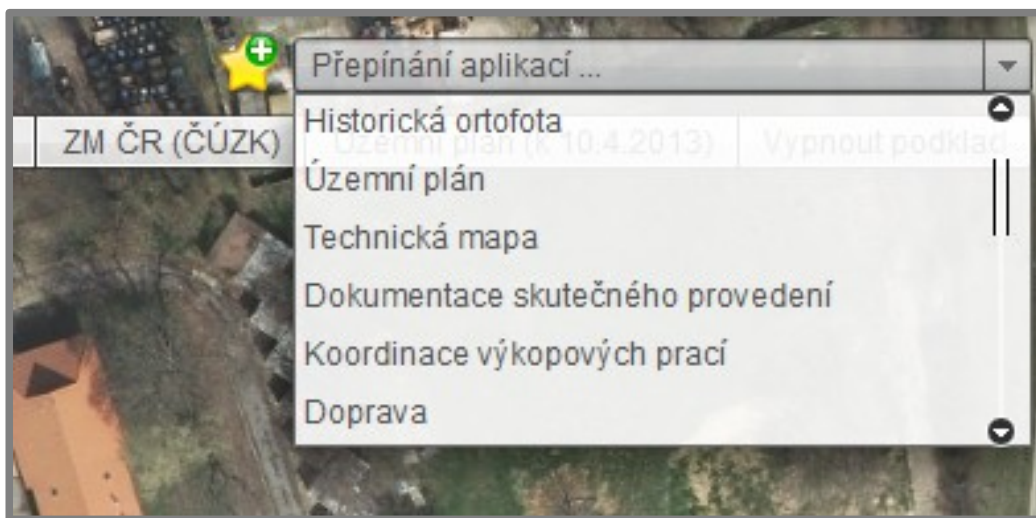 Přepínání aplikací ...
Historická ortofota
ZM ČR (ČÚZK)
Územní plán (k 10.4.2013)
Vypnout podklad
Územní plán
Technická mapa
Dokumentace skutečného provedení
Koordinace výkopových prací
Doprava